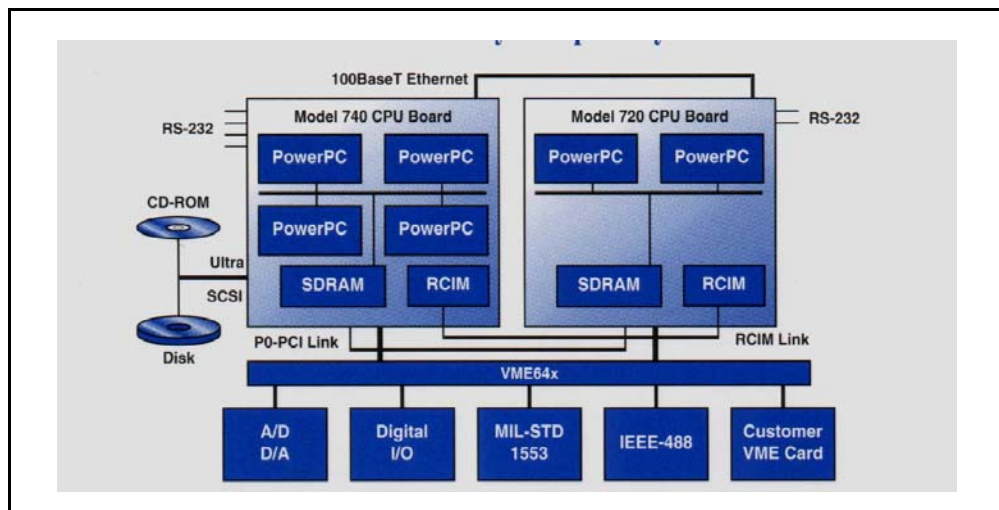 100BaseT Ethernet
Model 740 CPU Board
Model 720 CPU Board
RS-232
RS-232
PowerPC
PowerPC
PowerPC
PowerPC
CD-ROM
PowerPC
PowerPC
Ultra
SCSI
SDRAM
RCIM
SDRAM
RCIM
Disk
P0-PCI Link
RCIM Link
VME64x
A/D
D/A
Digital
I/O
MIL-STD
1553
IEEE-488
Customer
VME Card